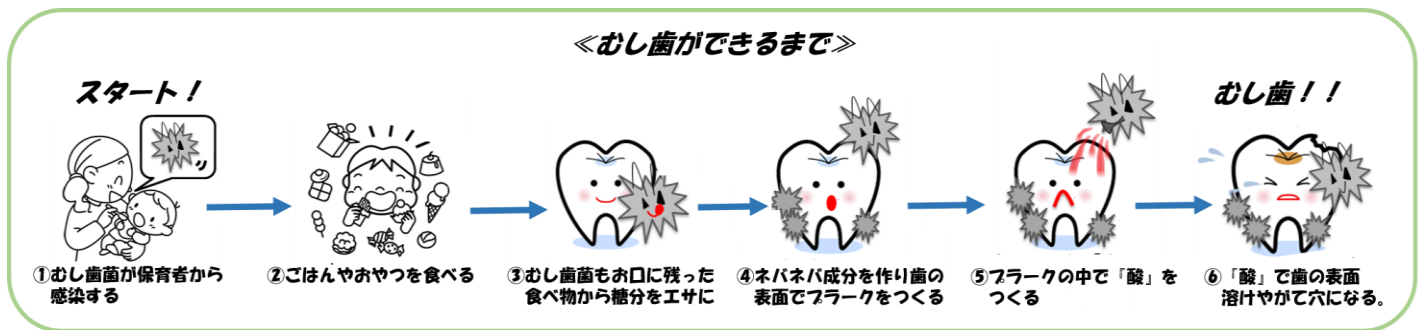 ≪むし歯ができるまで≫
スタート！
むし歯！！
①むし歯菌が保育者から
感染する
②ごはんやおやつを食べる
③むし歯菌もお口に残った
食べ物から糖分をエサに
④ネバネバ成分を作り歯の
表面でプラークをつくる
⑤プラークの中で『酸』を
つくる
⑥『酸』で歯の表面
溶けやがて穴になる。